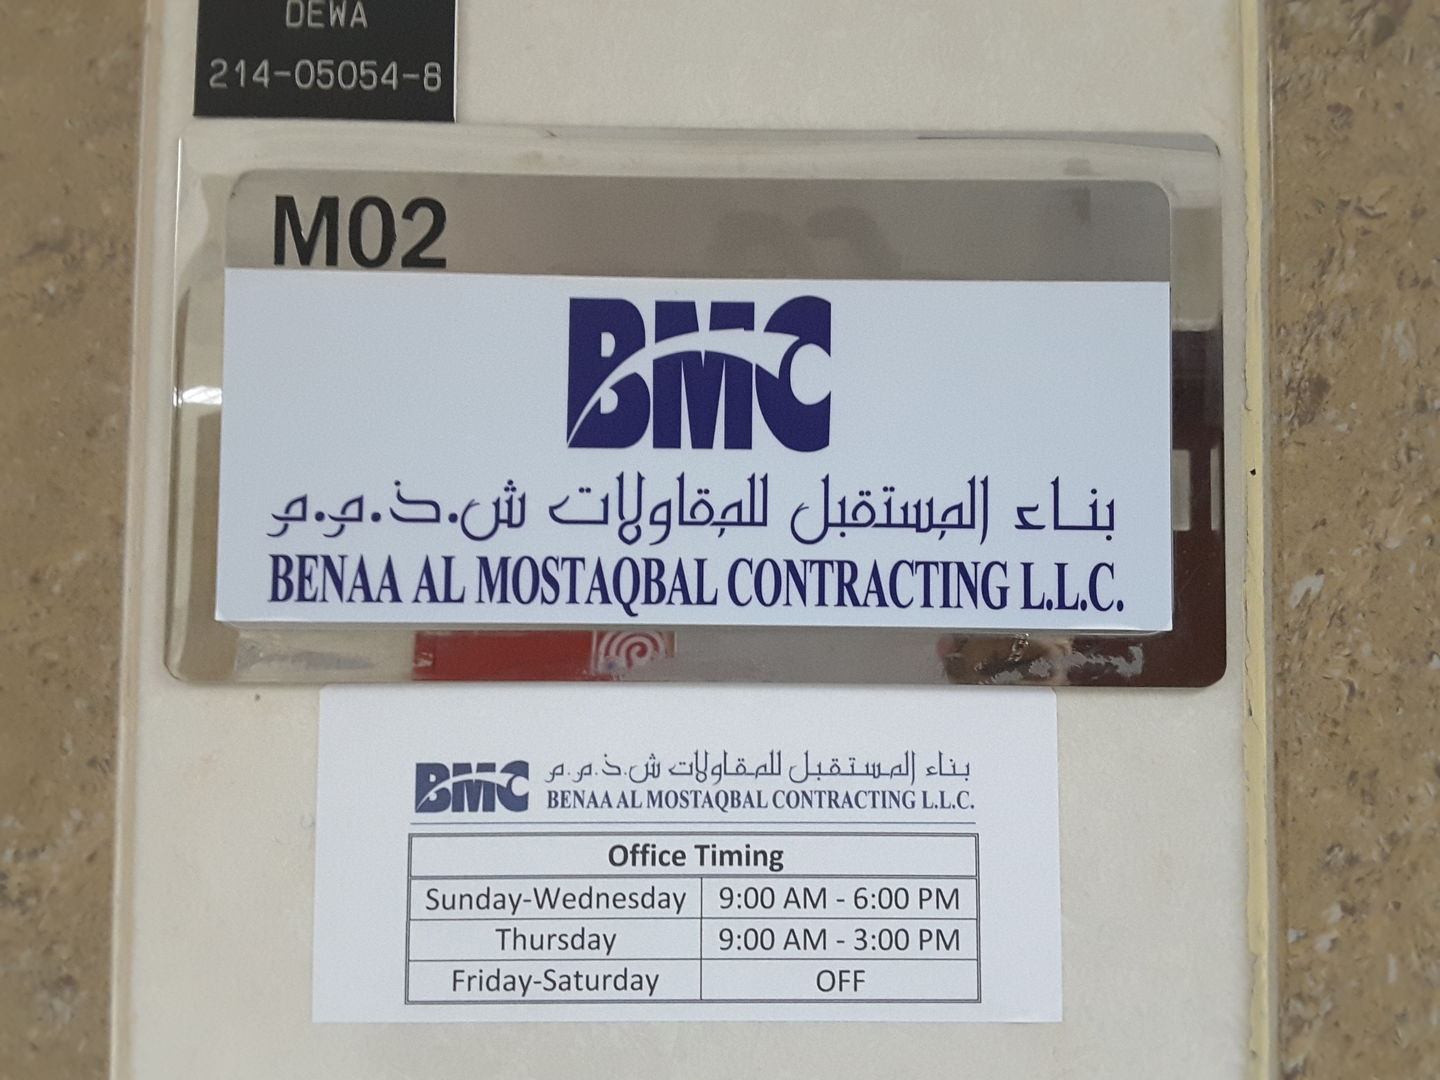 DEWA
214-05054-8
M02
BMC
بناء المستقبل للمقاولات ش.ذ.م.م
BENAA AL MOSTAQBAL CONTRACTING L.L.C.
BMC بناء المستقبل للمقاولات ش.ذ.م.م
BENAA AL MOSTAQBAL CONTRACTING L.L.C.
Office Timing
Sunday-Wednesday 9:00 AM - 6:00 PM
Thursday 9:00 AM - 3:00 PM
Friday-Saturday OFF